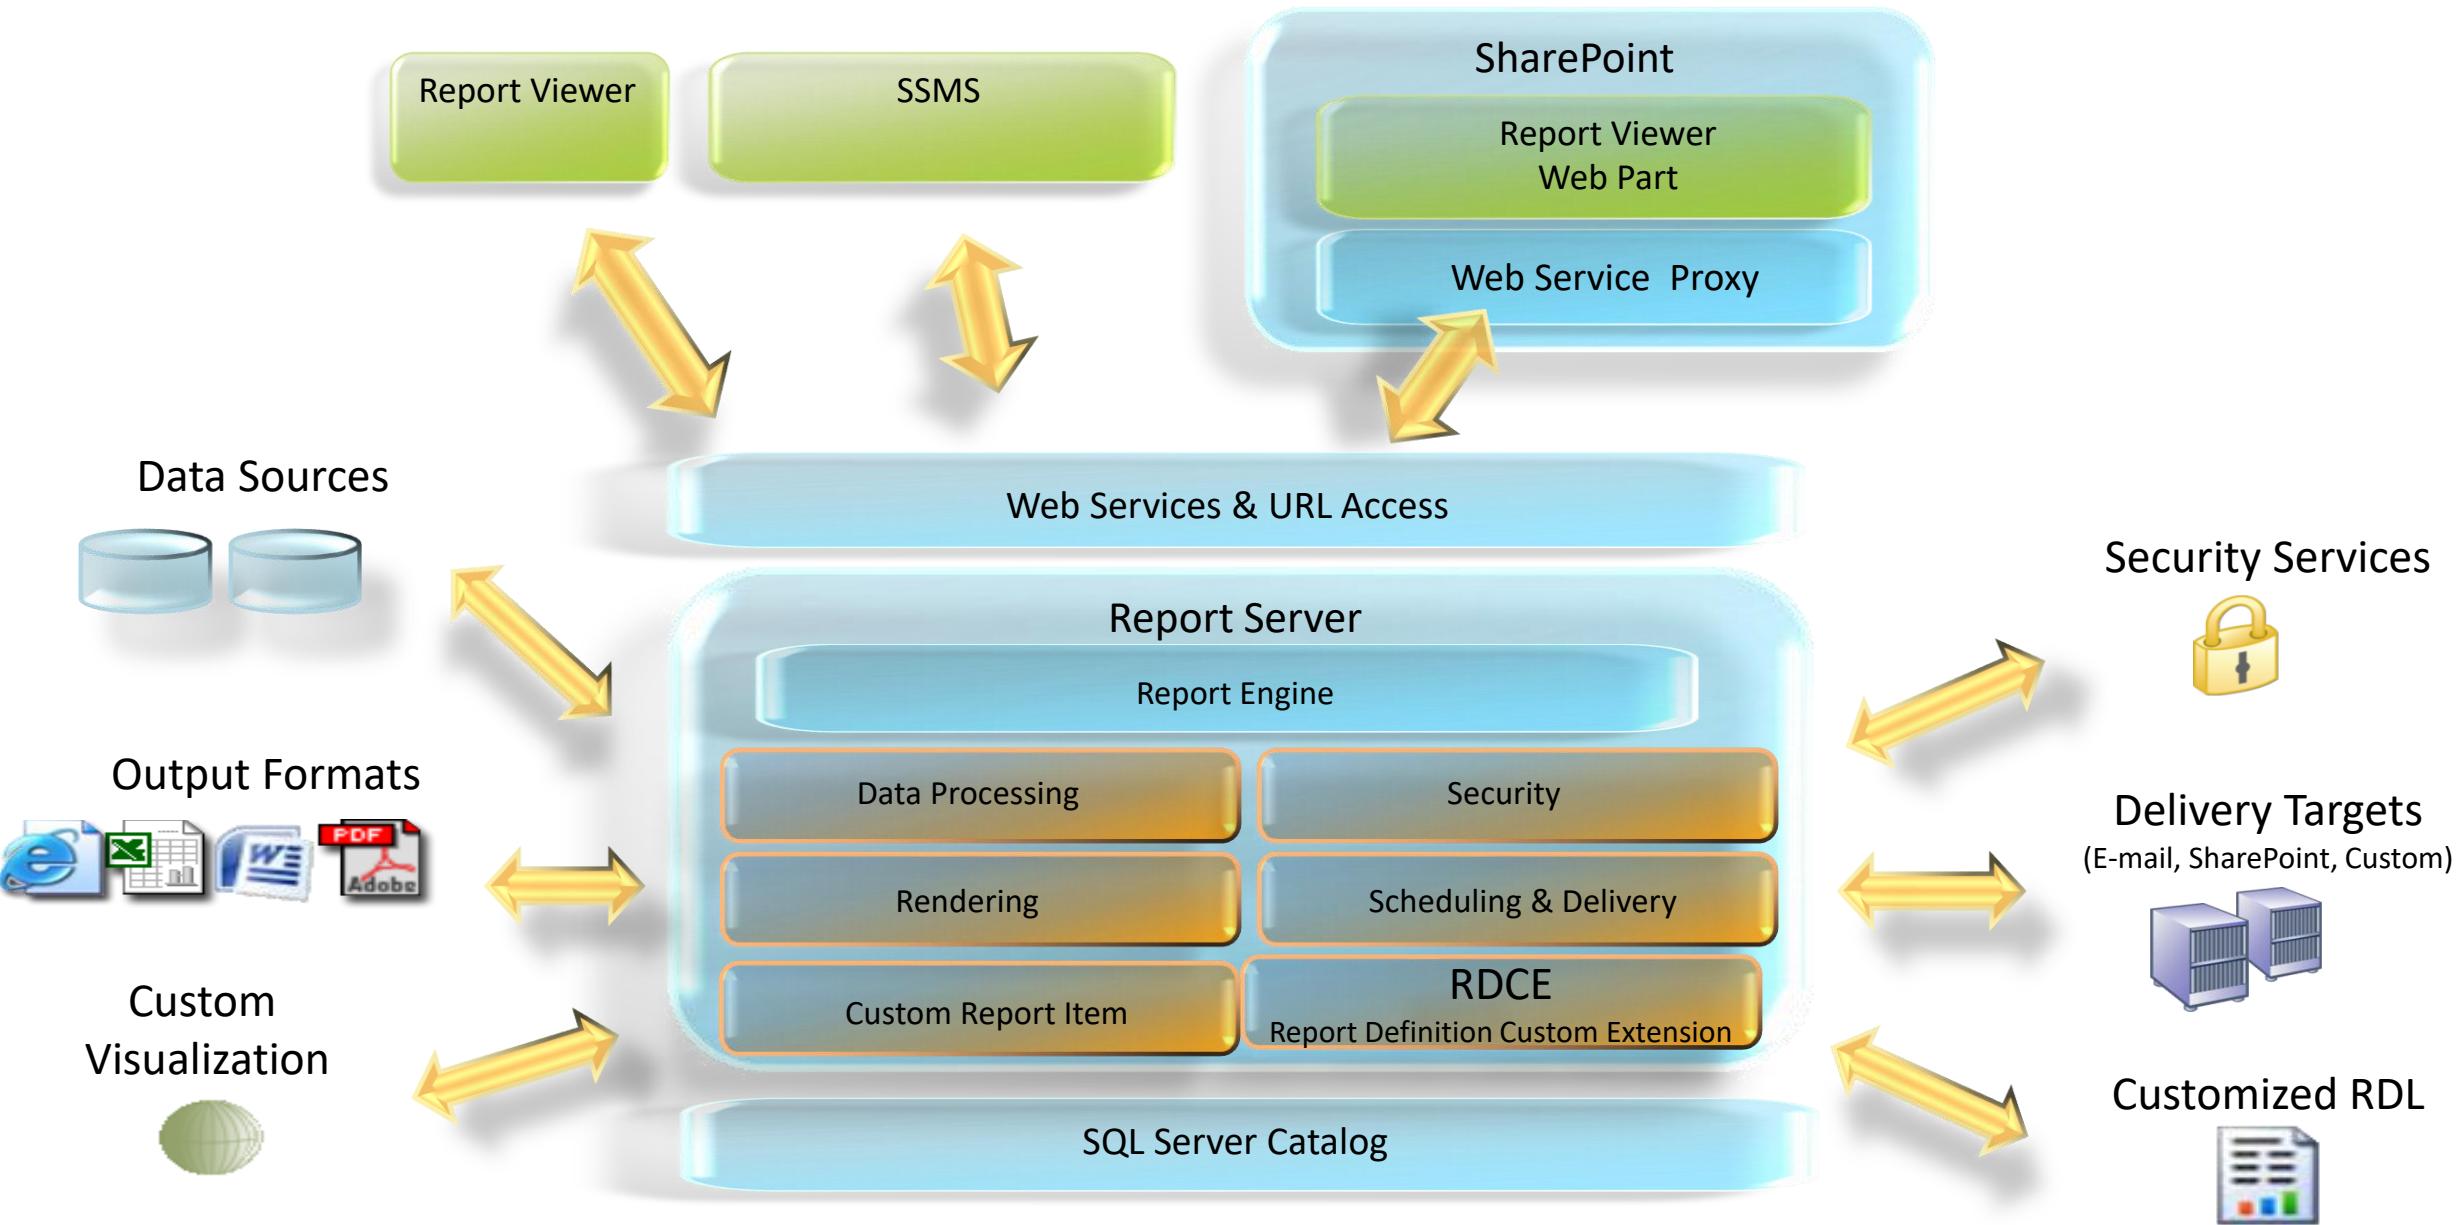 Report Viewer
SSMS
SharePoint
Report Viewer
Web Part
Web Service Proxy
Web Services & URL Access
Data Sources
Output Formats
PDF
Adobe
Custom
Visualization
Report Server
Report Engine
Data Processing
Security
Rendering
Scheduling & Delivery
Custom Report Item
RDCE
Report Definition Custom Extension
SQL Server Catalog
Security Services
Delivery Targets
(E-mail, SharePoint, Custom)
Customized RDL